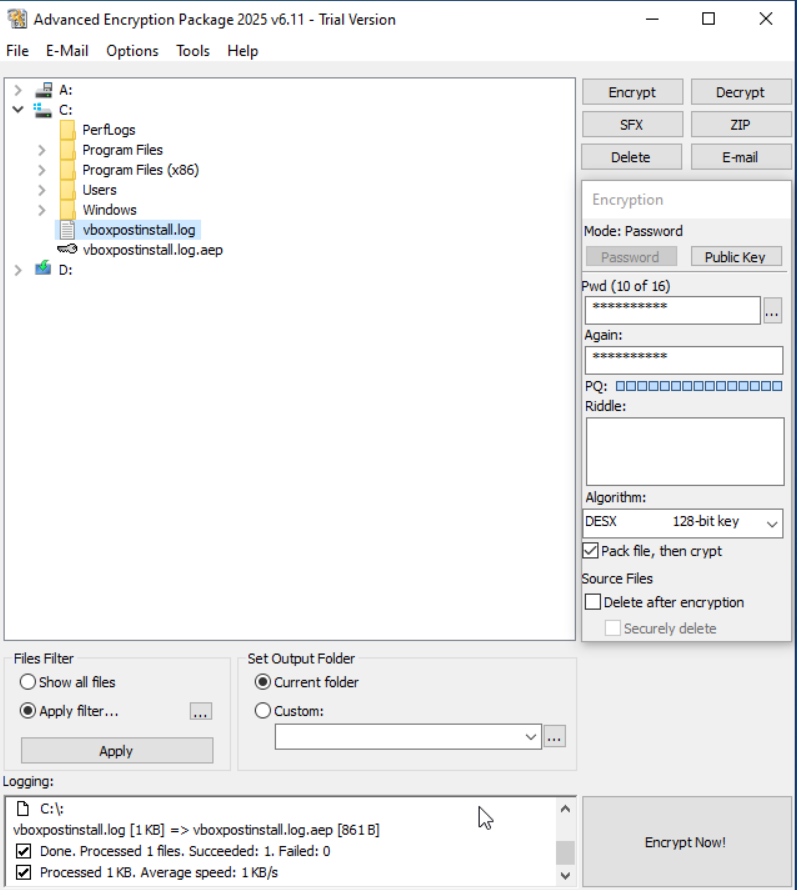 Advanced Encryption Package 2025 v6.11 - Trial Version
File E-Mail Options Tools Help
A:
C:
PerfLogs
Program Files
Program Files (x86)
Users
Windows
vboxpostinstall.log
vboxpostinstall.log.aep
D:
Encrypt Decrypt
SFX ZIP
Delete E-mail
Encryption
Mode: Password
Password Public Key
Pwd (10 of 16)
********** ...
Again:
**********
PQ:
Riddle:
Algorithm:
DESX 128-bit key
Pack file, then crypt
Source Files
Delete after encryption
Securely delete
Files Filter
Show all files
Apply filter... ...
Apply
Set Output Folder
Current folder
Custom:
...
Logging:
C:\:
vboxpostinstall.log [1 KB] => vboxpostinstall.log.aep [861 B]
Done. Processed 1 files. Succeeded: 1. Failed: 0
Processed 1 KB. Average speed: 1 KB/s
Encrypt Now!